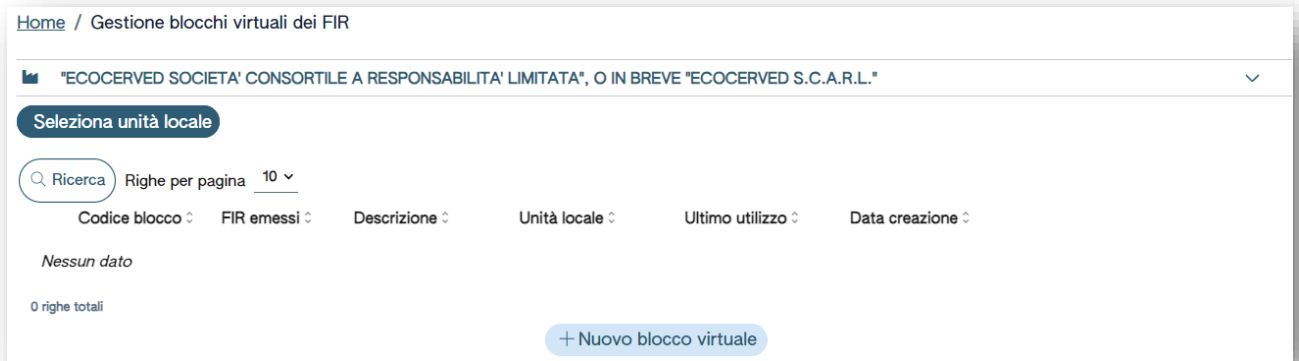 Home / Gestione blocchi virtuali dei FIR
"ECOCERVED SOCIETA' CONSORTILE A RESPONSABILITA' LIMITATA", O IN BREVE "ECOCERVED S.C.A.R.L."
Seleziona unità locale
Ricerca Righe per pagina 10
Codice blocco FIR emessi Descrizione Unità locale Ultimo utilizzo Data creazione
Nessun dato
0 righe totali
+ Nuovo blocco virtuale